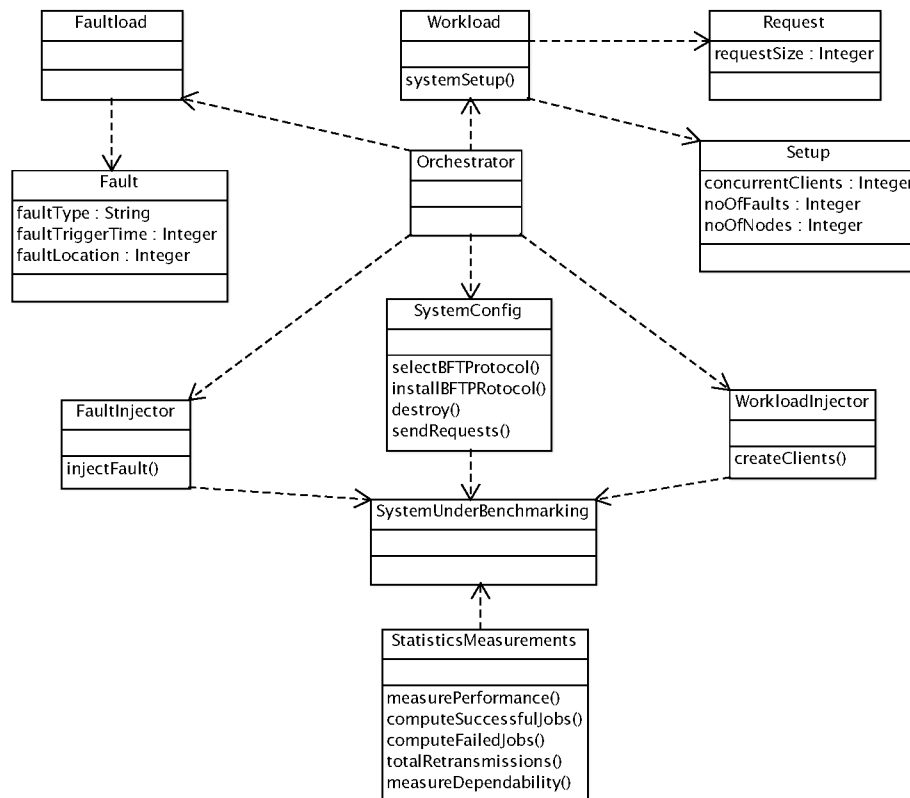 Faultload
Workload
systemSetup()
Request
requestSize : Integer
Fault
faultType : String
faultTriggerTime : Integer
faultLocation : Integer
Orchestrator
Setup
concurrentClients : Integer
noOfFaults : Integer
noOfNodes : Integer
SystemConfig
selectBFTProtocol()
installBFTPRotocol()
destroy()
sendRequests()
FaultInjector
injectFault()
WorkloadInjector
createClients()
SystemUnderBenchmarking
StatisticsMeasurements
measurePerformance()
computeSuccessfulJobs()
computeFailedJobs()
totalRetransmissions()
measureDependability()